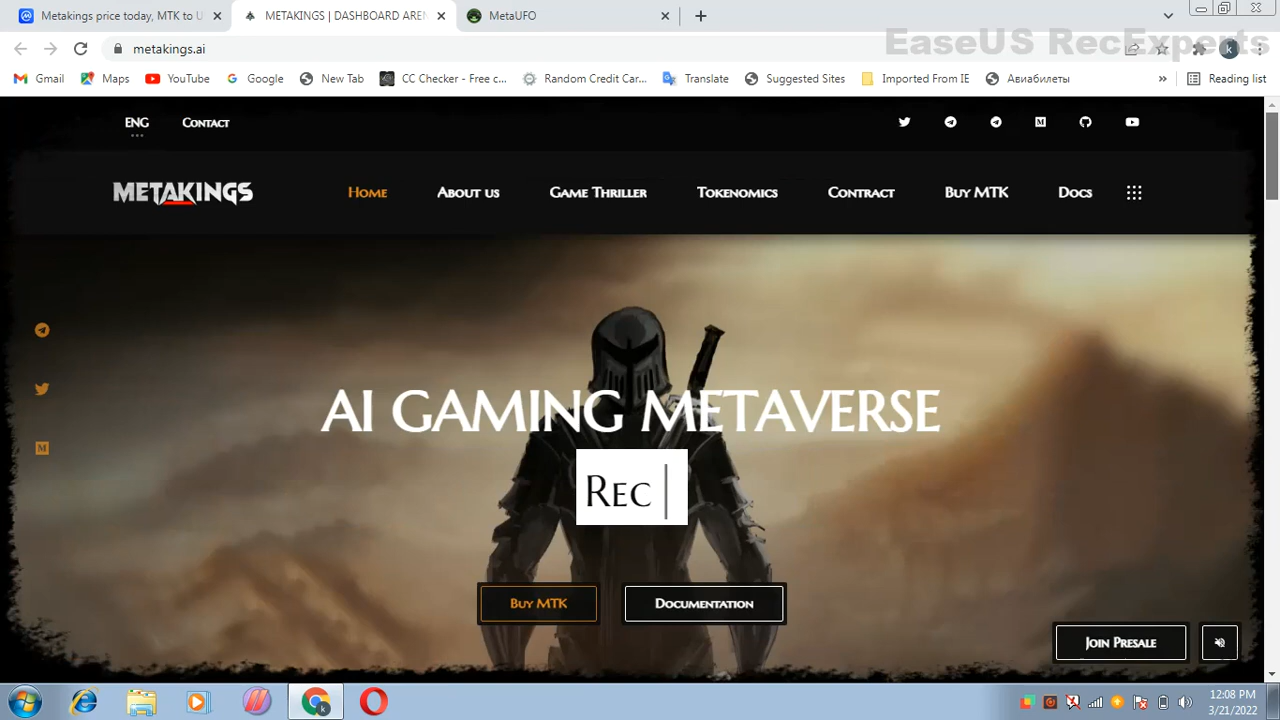 Metakings price today, MTK to U
METAKINGS | DASHBOARD AREN
MetaUFO
metakings.ai
EaseUS RecExperts
Gmail
Maps
YouTube
Google
New Tab
CC Checker - Free c...
Random Credit Car...
Translate
Suggested Sites
Imported From IE
Авиабилеты
»
Reading list
ENG
Contact
METAKINGS
Home
About us
Game Thriller
Tokenomics
Contract
Buy MTK
Docs
AI GAMING METAVERSE
Rec
Buy MTK
Documentation
Join Presale
12:08 PM
3/21/2022